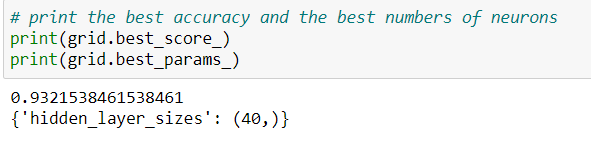 # print the best accuracy and the best numbers of neurons
print(grid.best_score_)
print(grid.best_params_)
0.9321538461538461
{'hidden_layer_sizes': (40,)}